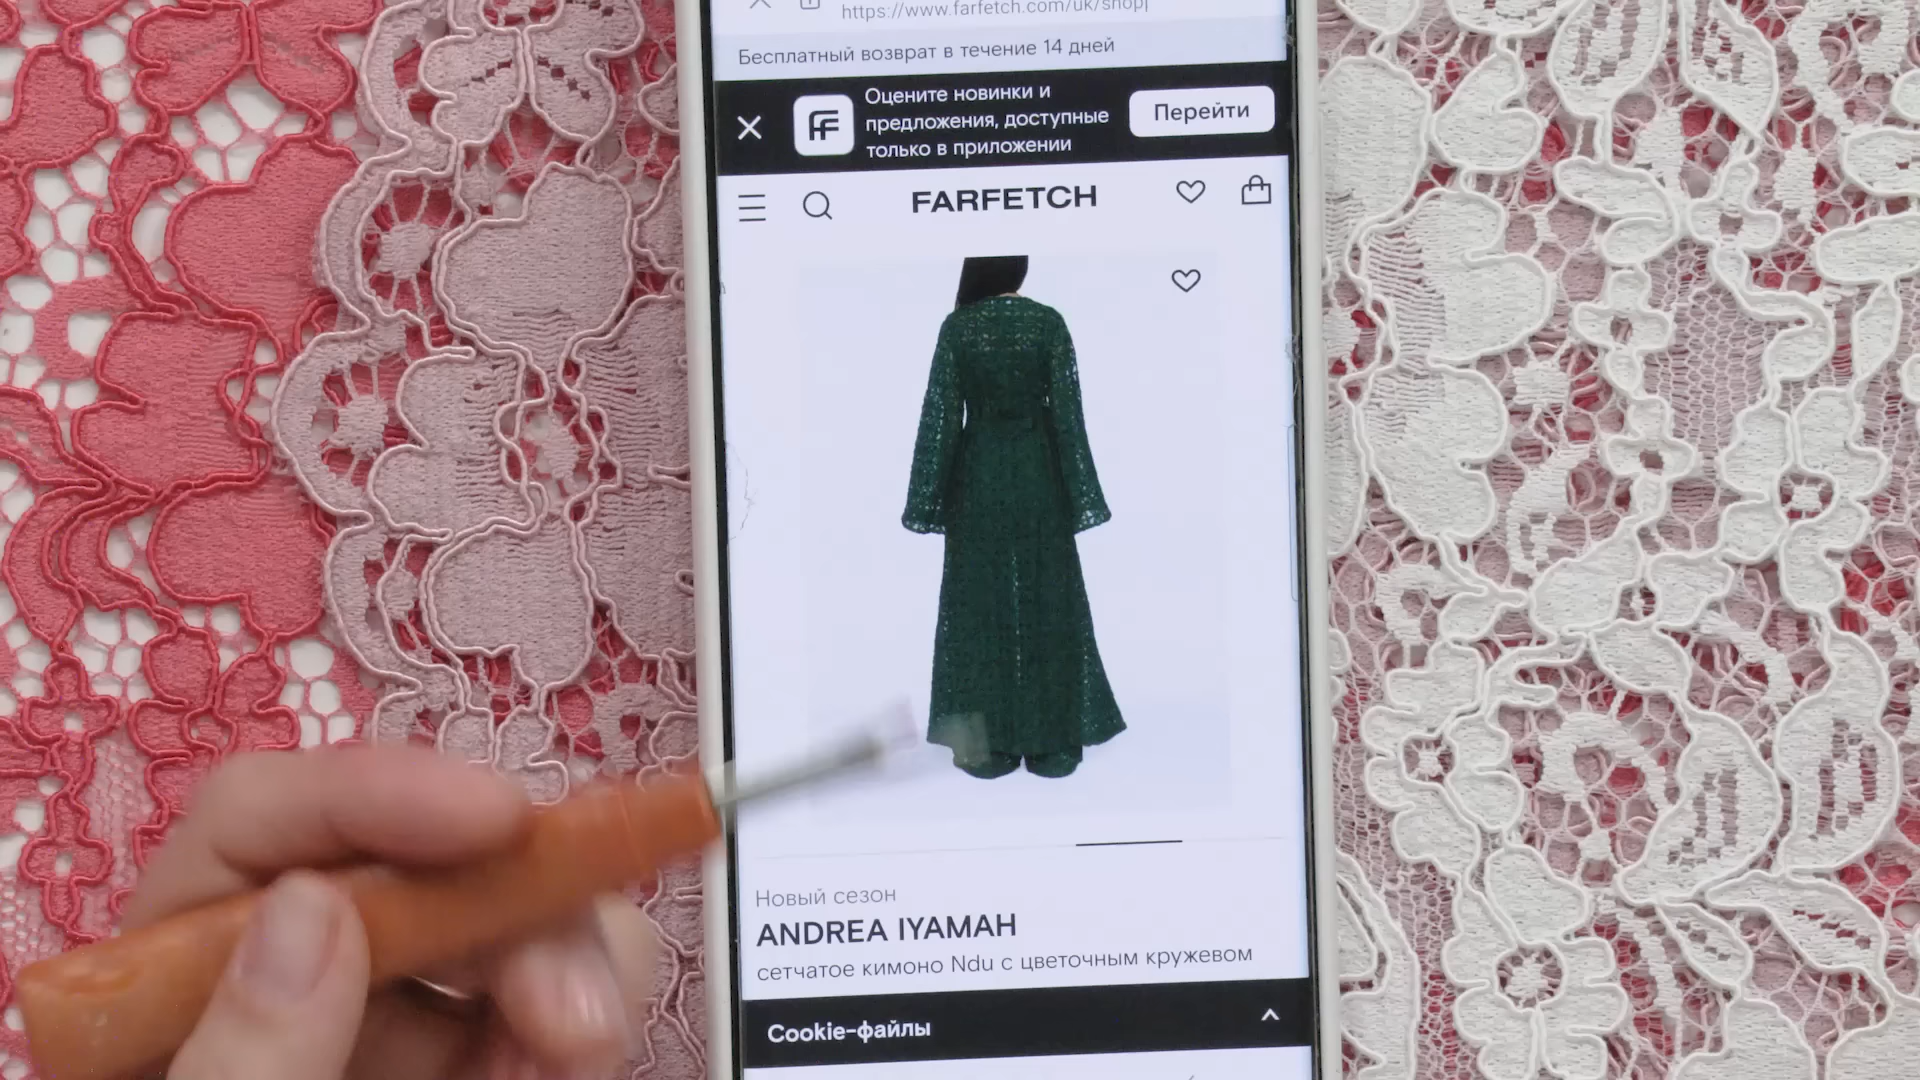 https://www.farfetch.com/uk/shop
Бесплатный возврат в течение 14 дней
Оцените новинки и
предложения, доступные
только в приложении
Перейти
FARFETCH
Новый сезон
ANDREA IYAMAH
сетчатое кимоно Ndu с цветочным кружевом
Cookie-файлы